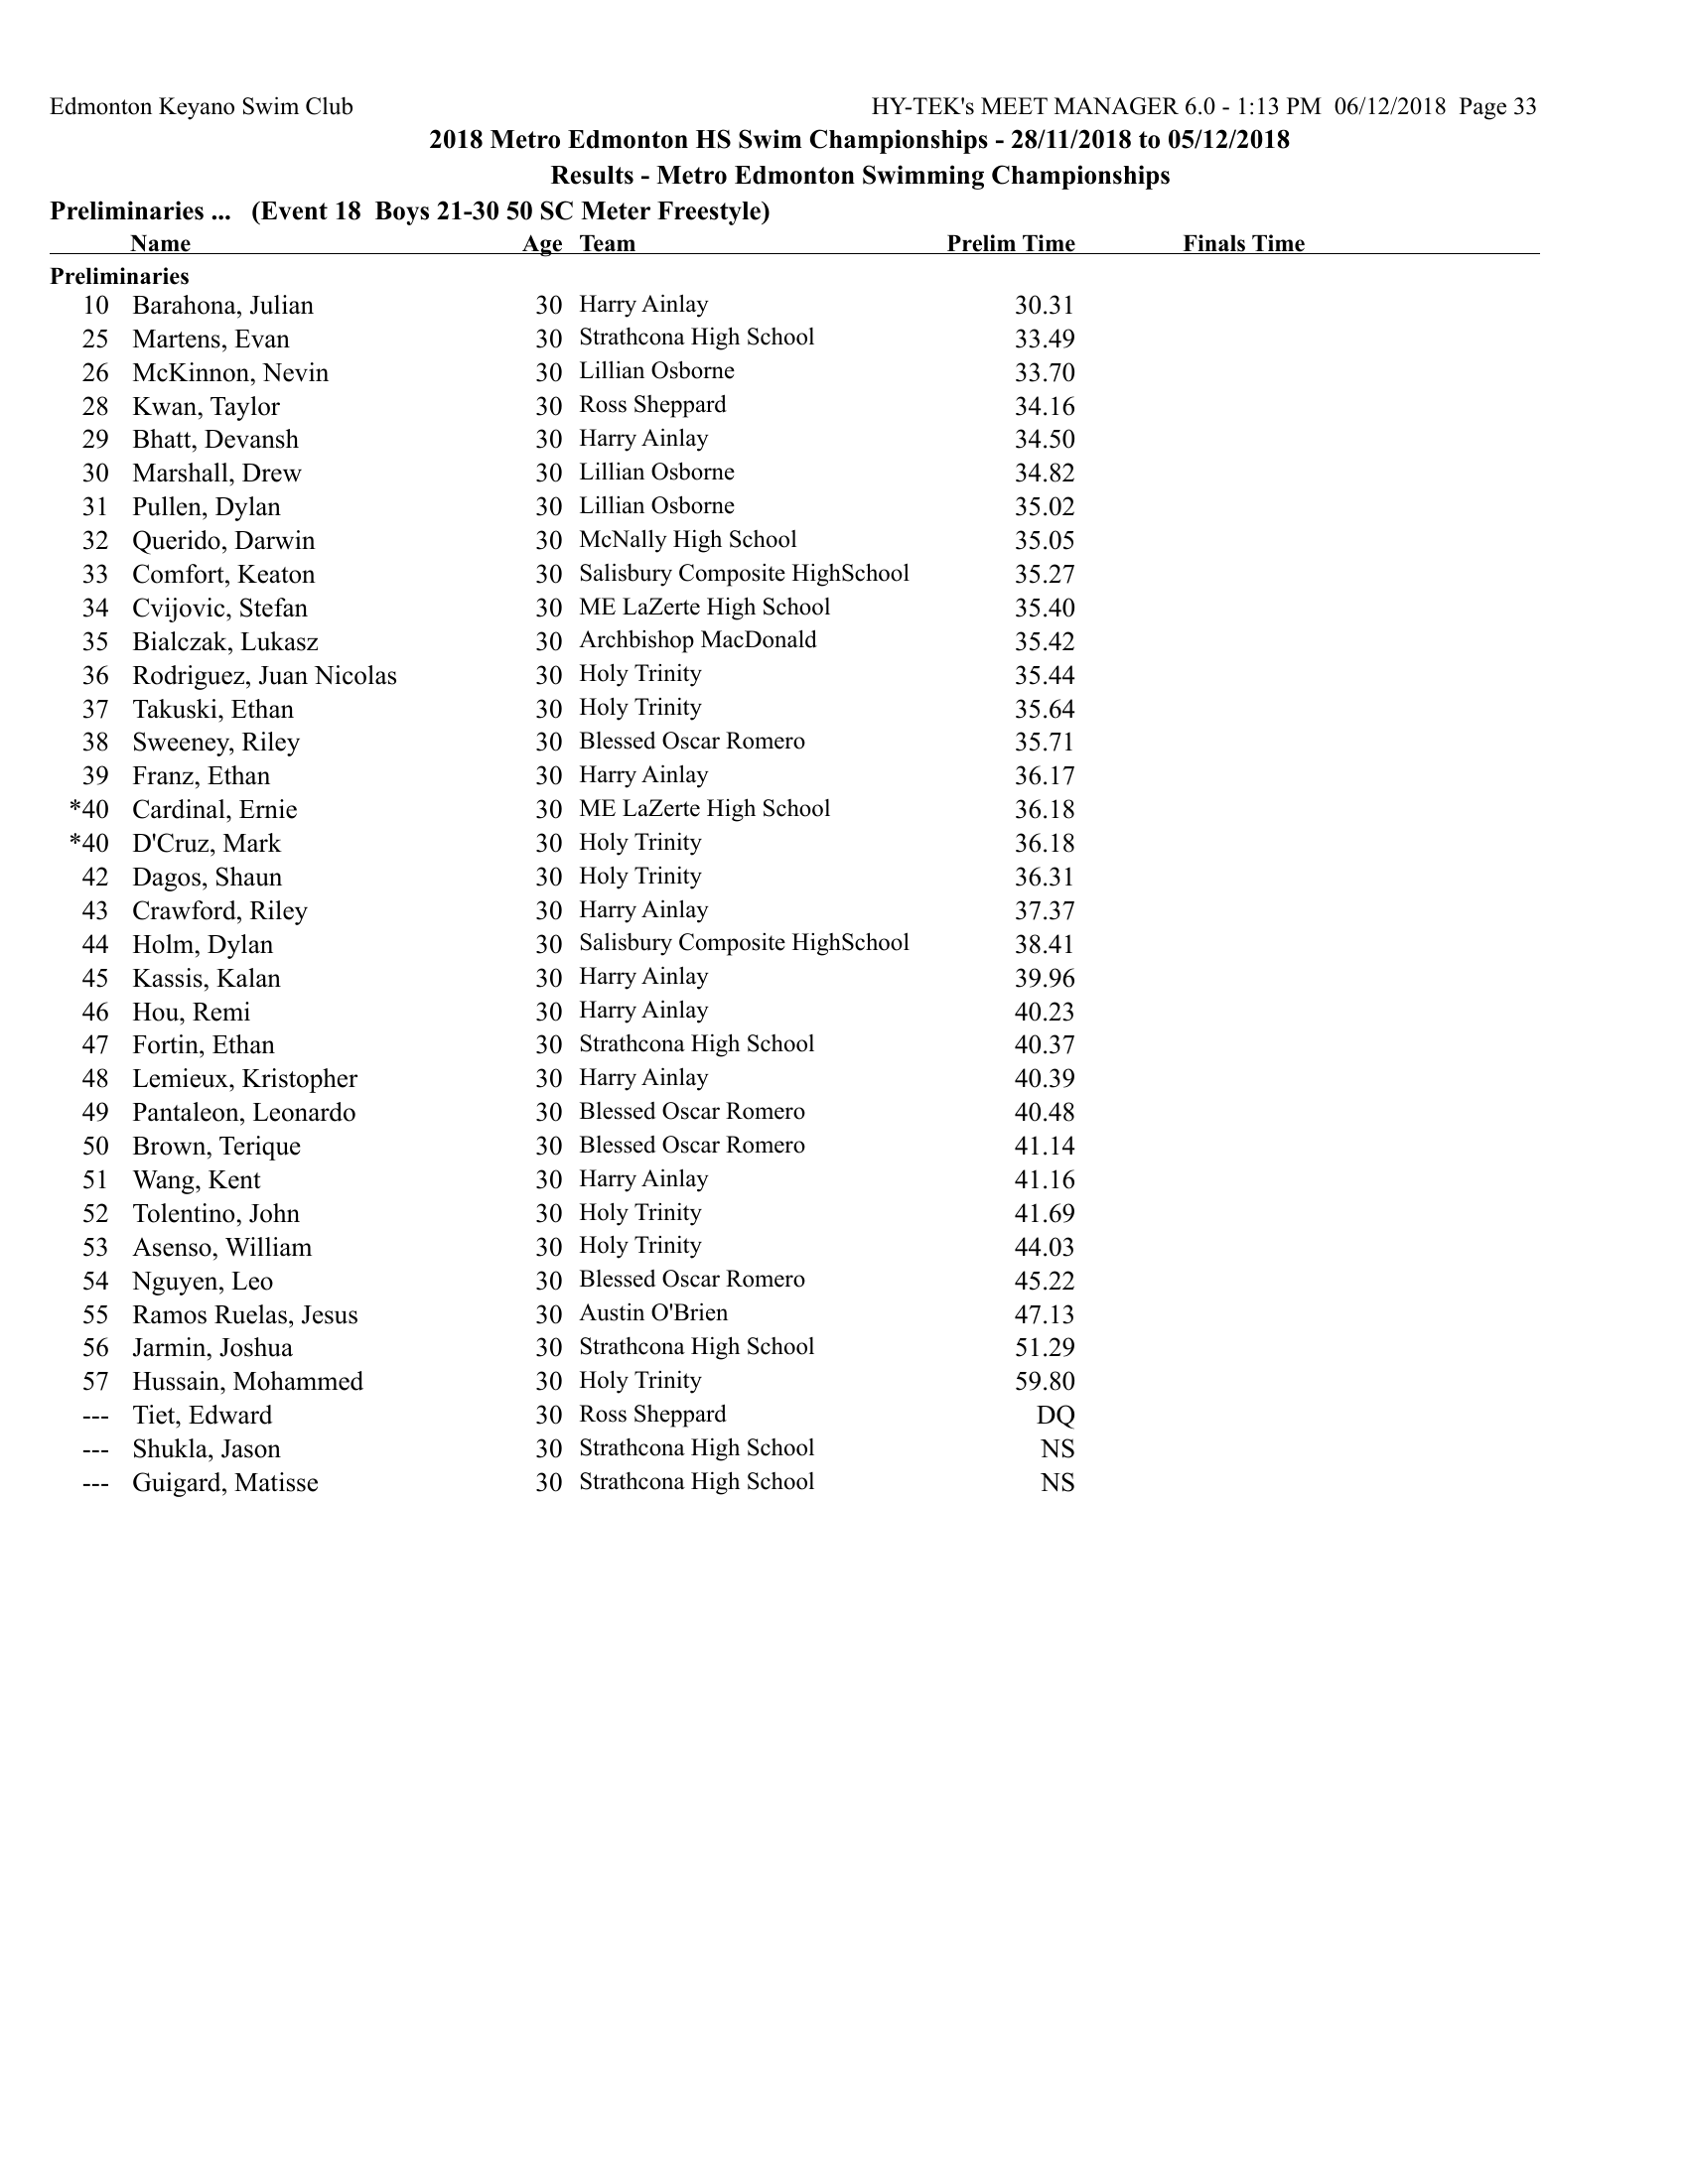 Edmonton Keyano Swim Club HY-TEK's MEET MANAGER 6.0 - 1:13 PM 06/12/2018 Page 33
2018 Metro Edmonton HS Swim Championships - 28/11/2018 to 05/12/2018
Results - Metro Edmonton Swimming Championships
Preliminaries ... (Event 18 Boys 21-30 50 SC Meter Freestyle)
Name Age Team Prelim Time Finals Time
Preliminaries
10 Barahona, Julian 30 Harry Ainlay 30.31
25 Martens, Evan 30 Strathcona High School 33.49
26 McKinnon, Nevin 30 Lillian Osborne 33.70
28 Kwan, Taylor 30 Ross Sheppard 34.16
29 Bhatt, Devansh 30 Harry Ainlay 34.50
30 Marshall, Drew 30 Lillian Osborne 34.82
31 Pullen, Dylan 30 Lillian Osborne 35.02
32 Querido, Darwin 30 McNally High School 35.05
33 Comfort, Keaton 30 Salisbury Composite HighSchool 35.27
34 Cvijovic, Stefan 30 ME LaZerte High School 35.40
35 Bialczak, Lukasz 30 Archbishop MacDonald 35.42
36 Rodriguez, Juan Nicolas 30 Holy Trinity 35.44
37 Takuski, Ethan 30 Holy Trinity 35.64
38 Sweeney, Riley 30 Blessed Oscar Romero 35.71
39 Franz, Ethan 30 Harry Ainlay 36.17
*40 Cardinal, Ernie 30 ME LaZerte High School 36.18
*40 D'Cruz, Mark 30 Holy Trinity 36.18
42 Dagos, Shaun 30 Holy Trinity 36.31
43 Crawford, Riley 30 Harry Ainlay 37.37
44 Holm, Dylan 30 Salisbury Composite HighSchool 38.41
45 Kassis, Kalan 30 Harry Ainlay 39.96
46 Hou, Remi 30 Harry Ainlay 40.23
47 Fortin, Ethan 30 Strathcona High School 40.37
48 Lemieux, Kristopher 30 Harry Ainlay 40.39
49 Pantaleon, Leonardo 30 Blessed Oscar Romero 40.48
50 Brown, Terique 30 Blessed Oscar Romero 41.14
51 Wang, Kent 30 Harry Ainlay 41.16
52 Tolentino, John 30 Holy Trinity 41.69
53 Asenso, William 30 Holy Trinity 44.03
54 Nguyen, Leo 30 Blessed Oscar Romero 45.22
55 Ramos Ruelas, Jesus 30 Austin O'Brien 47.13
56 Jarmin, Joshua 30 Strathcona High School 51.29
57 Hussain, Mohammed 30 Holy Trinity 59.80
--- Tiet, Edward 30 Ross Sheppard DQ
--- Shukla, Jason 30 Strathcona High School NS
--- Guigard, Matisse 30 Strathcona High School NS